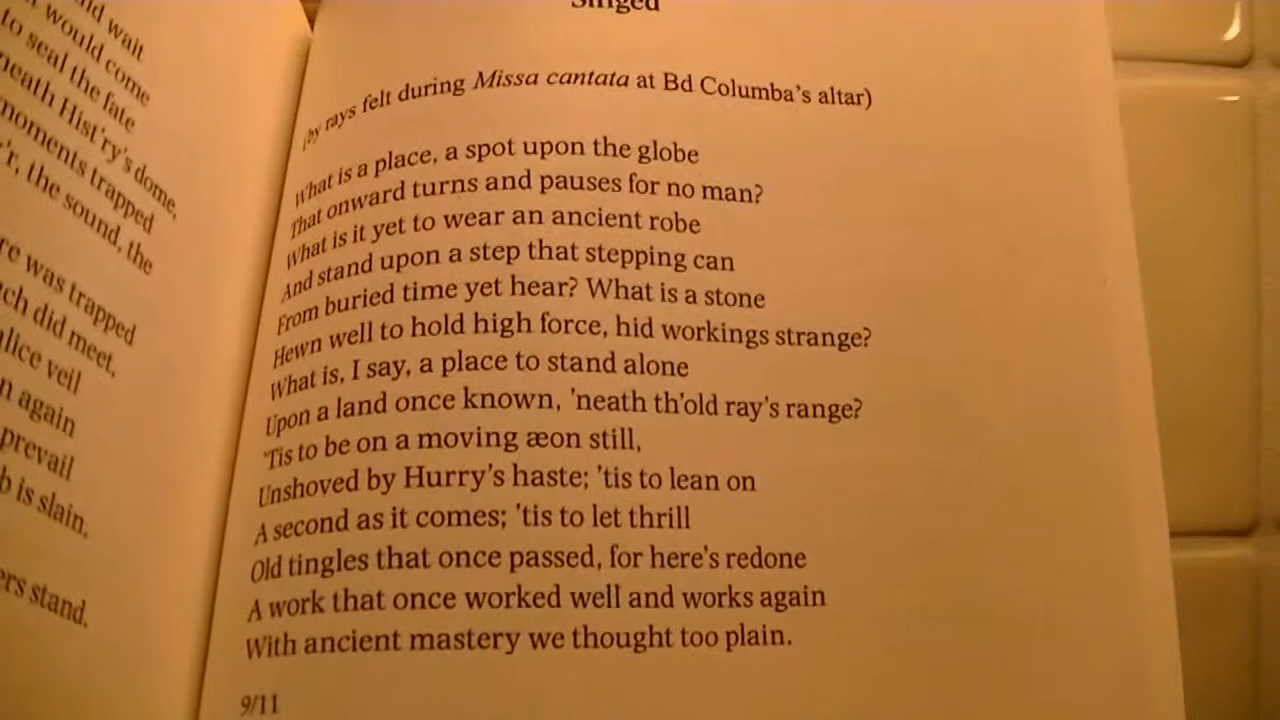 ld wait
would come
to seal the fate
neath Hist'ry's dome,
moments trapped
'r, the sound, the
re was trapped
ch did meet,
alice veil
n again
prevail
b is slain,
ers stand,
Singed
(by rays felt during Missa cantata at Bd Columba's altar)
What is a place, a spot upon the globe
That onward turns and pauses for no man?
What is it yet to wear an ancient robe
And stand upon a step that stepping can
From buried time yet hear? What is a stone
Hewn well to hold high force, hid workings strange?
What is, I say, a place to stand alone
Upon a land once known, 'neath th'old ray's range?
'Tis to be on a moving æon still,
Unshoved by Hurry's haste; 'tis to lean on
A second as it comes; 'tis to let thrill
Old tingles that once passed, for here's redone
A work that once worked well and works again
With ancient mastery we thought too plain.
9/11